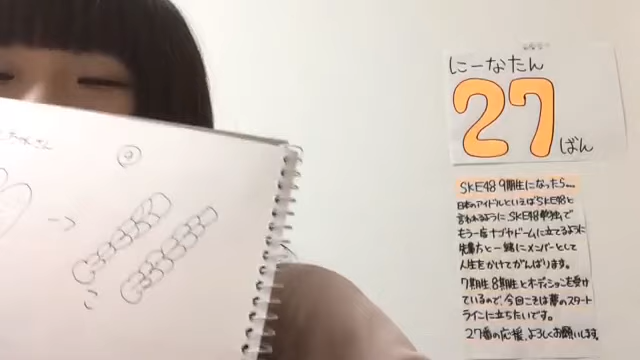 にーなたん
27
ばん
SKE48 9期生になったら...
日本のアイドルといえばSKE48と
言われるように SKE48単独で
もう一度ナゴヤドームに立てるように
先輩方と一緒にメンバーとして
人生をかけてがんばります。
7期生、8期生とオーディションを受け
ているので、今回こそは夢のスタート
ラインに立ちたいです。
27番の応援、よろしくお願いします。